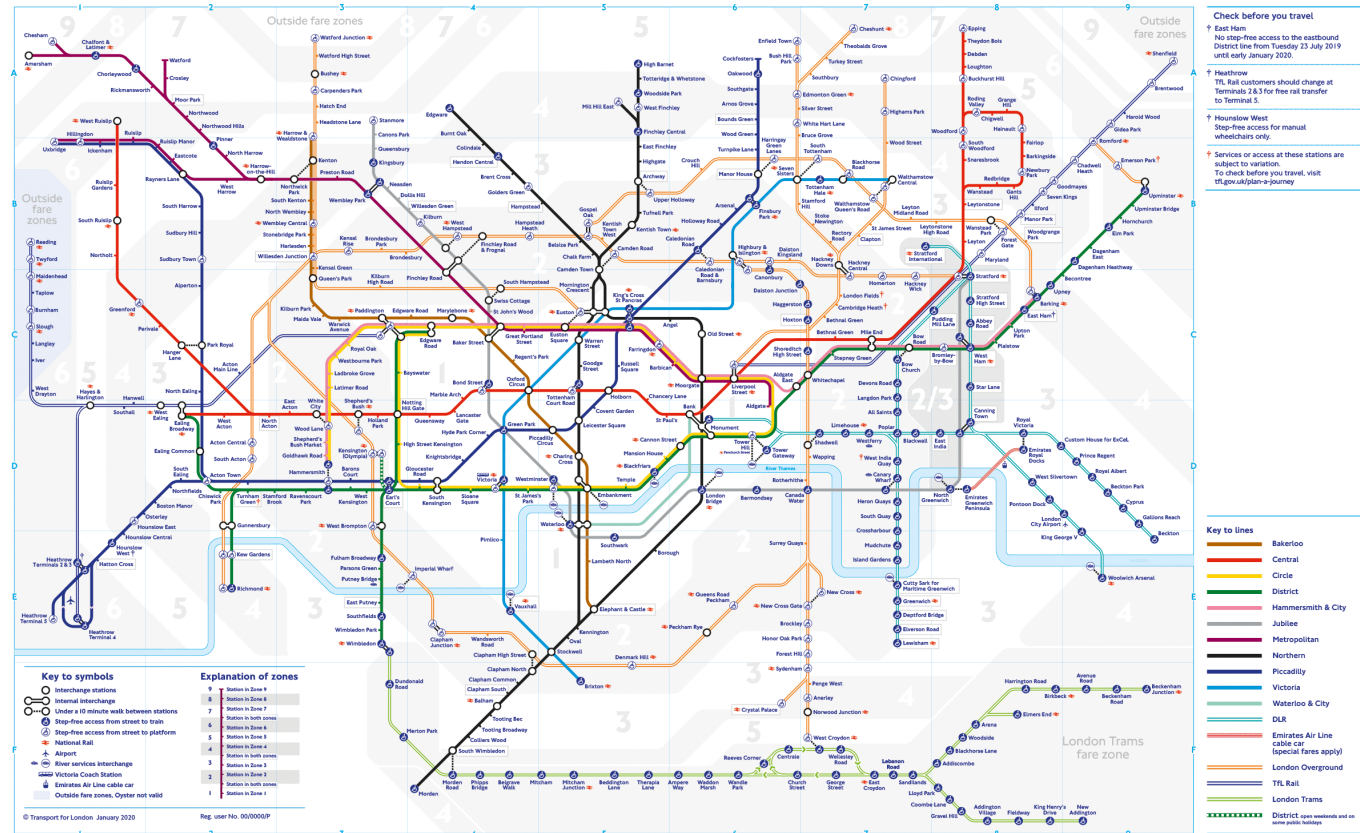 Check before you travel
† East Ham
No step-free access to the eastbound
District line from Tuesday 23 July 2019
until early January 2020.
† Heathrow
TfL Rail customers should change at
Terminals 2 & 3 for free rail transfer
to Terminal 5.
† Hounslow West
Step-free access for manual
wheelchairs only.
† Services or access at these stations are
subject to variation.
To check before you travel, visit
tfl.gov.uk/plan-a-journey
1
2
3
4
5
6
7
8
9
A
B
C
D
E
F
Outside fare zones
Outside
fare zones
Outside
fare
zones
Chesham
Chalfont &
Latimer
Amersham
Chorleywood
Rickmansworth
Watford
Croxley
Moor Park
Northwood
Northwood Hills
Pinner
North Harrow
Harrow-
on-the-Hill
West Ruislip
Hillingdon
Uxbridge
Ickenham
Ruislip
Ruislip Manor
Eastcote
Rayners Lane
West
Harrow
Ruislip
Gardens
South Ruislip
Northolt
Greenford
Perivale
Hanger
Lane
Park Royal
South Harrow
Sudbury Hill
Sudbury Town
Alperton
Reading
Twyford
Maidenhead
Taplow
Burnham
Slough
Langley
Iver
West
Drayton
Hayes &
Harlington
Southall
Hanwell
West
Ealing
Ealing
Broadway
North Ealing
Acton
Main Line
West
Acton
North
Acton
East
Acton
White
City
Ealing Common
South
Ealing
Northfields
Boston Manor
Osterley
Hounslow East
Hounslow Central
Hounslow
West †
Hatton Cross
Heathrow
Terminals 2 & 3
Heathrow
Terminal 5
Heathrow
Terminal 4
Acton Town
Acton Central
South Acton
Chiswick
Park
Turnham
Green †
Stamford
Brook
Ravenscourt
Park
Gunnersbury
Kew Gardens
Richmond
Watford Junction
Watford High Street
Bushey
Carpenders Park
Hatch End
Headstone Lane
Harrow &
Wealdstone
Kenton
Northwick
Park
Preston Road
South Kenton
North Wembley
Wembley Central
Stonebridge Park
Harlesden
Willesden Junction
Kensal Green
Queen's Park
Kilburn Park
Maida Vale
Warwick
Avenue
Paddington
Edgware Road
Marylebone
Stanmore
Canons Park
Queensbury
Kingsbury
Wembley Park
Neasden
Dollis Hill
Willesden Green
Kilburn
West
Hampstead
Finchley Road
Finchley Road
& Frognal
Swiss Cottage
St John's Wood
South Hampstead
Kensal
Rise
Brondesbury
Park
Brondesbury
Kilburn
High Road
Hampstead
Heath
Edgware
Burnt Oak
Colindale
Hendon Central
Brent Cross
Golders Green
Hampstead
Belsize Park
Chalk Farm
Camden Town
Mornington
Crescent
Mill Hill East
High Barnet
Totteridge & Whetstone
Woodside Park
West Finchley
Finchley Central
East Finchley
Highgate
Archway
Tufnell Park
Kentish Town
Gospel
Oak
Kentish
Town
West
Camden Road
Upper Holloway
Crouch
Hill
Cockfosters
Oakwood
Southgate
Arnos Grove
Bounds Green
Wood Green
Turnpike Lane
Harringay
Green
Lanes
Manor House
Arsenal
Finsbury
Park
Holloway Road
Caledonian
Road
Seven
Sisters
Highbury &
Islington
Caledonian
Road &
Barnsbury
Canonbury
Dalston
Kingsland
Dalston Junction
Haggerston
Hoxton
Shoreditch
High Street
Enfield Town
Bush Hill
Park
Cheshunt
Theobalds Grove
Turkey Street
Southbury
Edmonton Green
Silver Street
White Hart Lane
Bruce Grove
South
Tottenham
Tottenham
Hale
Stamford
Hill
Stoke
Newington
Rectory
Road
Hackney
Downs
Hackney
Central
London Fields †
Cambridge Heath †
Bethnal Green
Chingford
Highams Park
Wood Street
Walthamstow
Central
Blackhorse
Road
Walthamstow
Queen's Road
St James Street
Clapton
Leyton
Midland Road
Leytonstone
High Road
Wanstead
Park
Woodgrange
Park
Homerton
Hackney
Wick
Epping
Theydon Bois
Debden
Loughton
Buckhurst Hill
Roding
Valley
Chigwell
Grange
Hill
Hainault
Fairlop
Barkingside
Newbury
Park
Woodford
South
Woodford
Snaresbrook
Leytonstone
Wanstead
Redbridge
Gants
Hill
Leyton
Stratford
Stratford
International
Stratford
High Street
Abbey
Road
West
Ham
Star Lane
Canning
Town
Pudding
Mill Lane
Shenfield
Brentwood
Harold Wood
Gidea Park
Romford
Emerson Park †
Chadwell
Heath
Goodmayes
Seven Kings
Ilford
Manor Park
Forest
Gate
Maryland
Upminster
Upminster Bridge
Hornchurch
Elm Park
Dagenham
East
Dagenham Heathway
Becontree
Upney
Barking
East Ham †
Upton
Park
Plaistow
Bromley-
by-Bow
Bow
Road
Bow
Church
Mile End
Bethnal Green
Stepney Green
Whitechapel
Aldgate
East
Aldgate
Liverpool
Street
Moorgate
Barbican
Farringdon
Old Street
Angel
King's Cross
St Pancras
Euston
Euston
Square
Great Portland
Street
Baker Street
Edgware
Road
Regent's Park
Warren
Street
Goodge
Street
Russell
Square
Oxford
Circus
Tottenham
Court Road
Holborn
Chancery Lane
St Paul's
Bank
Monument
Covent Garden
Leicester Square
Piccadilly
Circus
Charing
Cross
Embankment
Temple
Blackfriars
Mansion House
Cannon Street
Tower
Hill
Fenchurch Street
Tower
Gateway
Bond Street
Marble Arch
Lancaster
Gate
Queensway
Notting
Hill Gate
Bayswater
Royal Oak
Westbourne Park
Ladbroke Grove
Latimer Road
Wood Lane
Shepherd's
Bush
Holland
Park
Shepherd's
Bush Market
Goldhawk Road
Hammersmith
Kensington
(Olympia)
Barons
Court
West
Kensington
Earl's
Court
High Street Kensington
Gloucester
Road
South
Kensington
Sloane
Square
Knightsbridge
Hyde Park Corner
Green Park
Victoria
St James's
Park
Westminster
Waterloo
Southwark
London
Bridge
Bermondsey
Canada
Water
Rotherhithe
Wapping
Shadwell
Surrey Quays
River Thames
Lambeth North
Elephant & Castle
Borough
Kennington
Oval
Stockwell
Pimlico
Vauxhall
Brixton
Clapham North
Clapham High Street
Clapham Common
Clapham South
Balham
Tooting Bec
Tooting Broadway
Colliers Wood
South Wimbledon
Morden
Wandsworth
Road
Clapham
Junction
Imperial Wharf
West Brompton
Fulham Broadway
Parsons Green
Putney Bridge
East Putney
Southfields
Wimbledon Park
Wimbledon
Denmark Hill
Peckham Rye
Queens Road
Peckham
New Cross Gate
New Cross
Brockley
Honor Oak Park
Forest Hill
Sydenham
Penge West
Anerley
Norwood Junction
Crystal Palace
West Croydon
Limehouse
Westferry
Poplar
Blackwall
East
India
Devons Road
Langdon Park
All Saints
West
India Quay
Canary
Wharf
Heron Quays
South Quay
Crossharbour
Mudchute
Island Gardens
Cutty Sark for
Maritime Greenwich
Greenwich
Deptford Bridge
Elverson Road
Lewisham
North
Greenwich
Emirates
Greenwich
Peninsula
Emirates
Royal
Docks
Royal
Victoria
Custom House for ExCeL
Prince Regent
Royal Albert
Beckton Park
Cyprus
Gallions Reach
Beckton
West Silvertown
Pontoon Dock
London
City Airport
King George V
Woolwich Arsenal
Dundonald
Road
Merton Park
Morden
Road
Phipps
Bridge
Belgrave
Walk
Mitcham
Mitcham
Junction
Beddington
Lane
Therapia
Lane
Ampere
Way
Waddon
Marsh
Wandle
Park
Reeves Corner
Church
Street
Centrale
George
Street
Wellesley
Road
East
Croydon
Lebanon
Road
Sandilands
Addiscombe
Blackhorse Lane
Woodside
Arena
Elmers End
Harrington Road
Birkbeck
Avenue
Road
Beckenham
Road
Beckenham
Junction
Lloyd Park
Coombe Lane
Gravel Hill
Addington
Village
Fieldway
King Henry's
Drive
New
Addington
London Trams
fare zone
2/3
Key to symbols
Interchange stations
Internal interchange
Under a 10 minute walk between stations
Step-free access from street to train
Step-free access from street to platform
National Rail
Airport
River services interchange
Victoria Coach Station
Emirates Air Line cable car
Outside fare zones, Oyster not valid
Explanation of zones
9 Station in Zone 9
8 Station in Zone 8
7 Station in Zone 7
Station in both zones
6 Station in Zone 6
5 Station in Zone 5
4 Station in Zone 4
Station in both zones
3 Station in Zone 3
2 Station in Zone 2
Station in both zones
1 Station in Zone 1
© Transport for London January 2020
Reg. user No. 00/0000/P
Key to lines
Bakerloo
Central
Circle
District
Hammersmith & City
Jubilee
Metropolitan
Northern
Piccadilly
Victoria
Waterloo & City
DLR
Emirates Air Line
cable car
(special fares apply)
London Overground
TfL Rail
London Trams
District open weekends and on
some public holidays